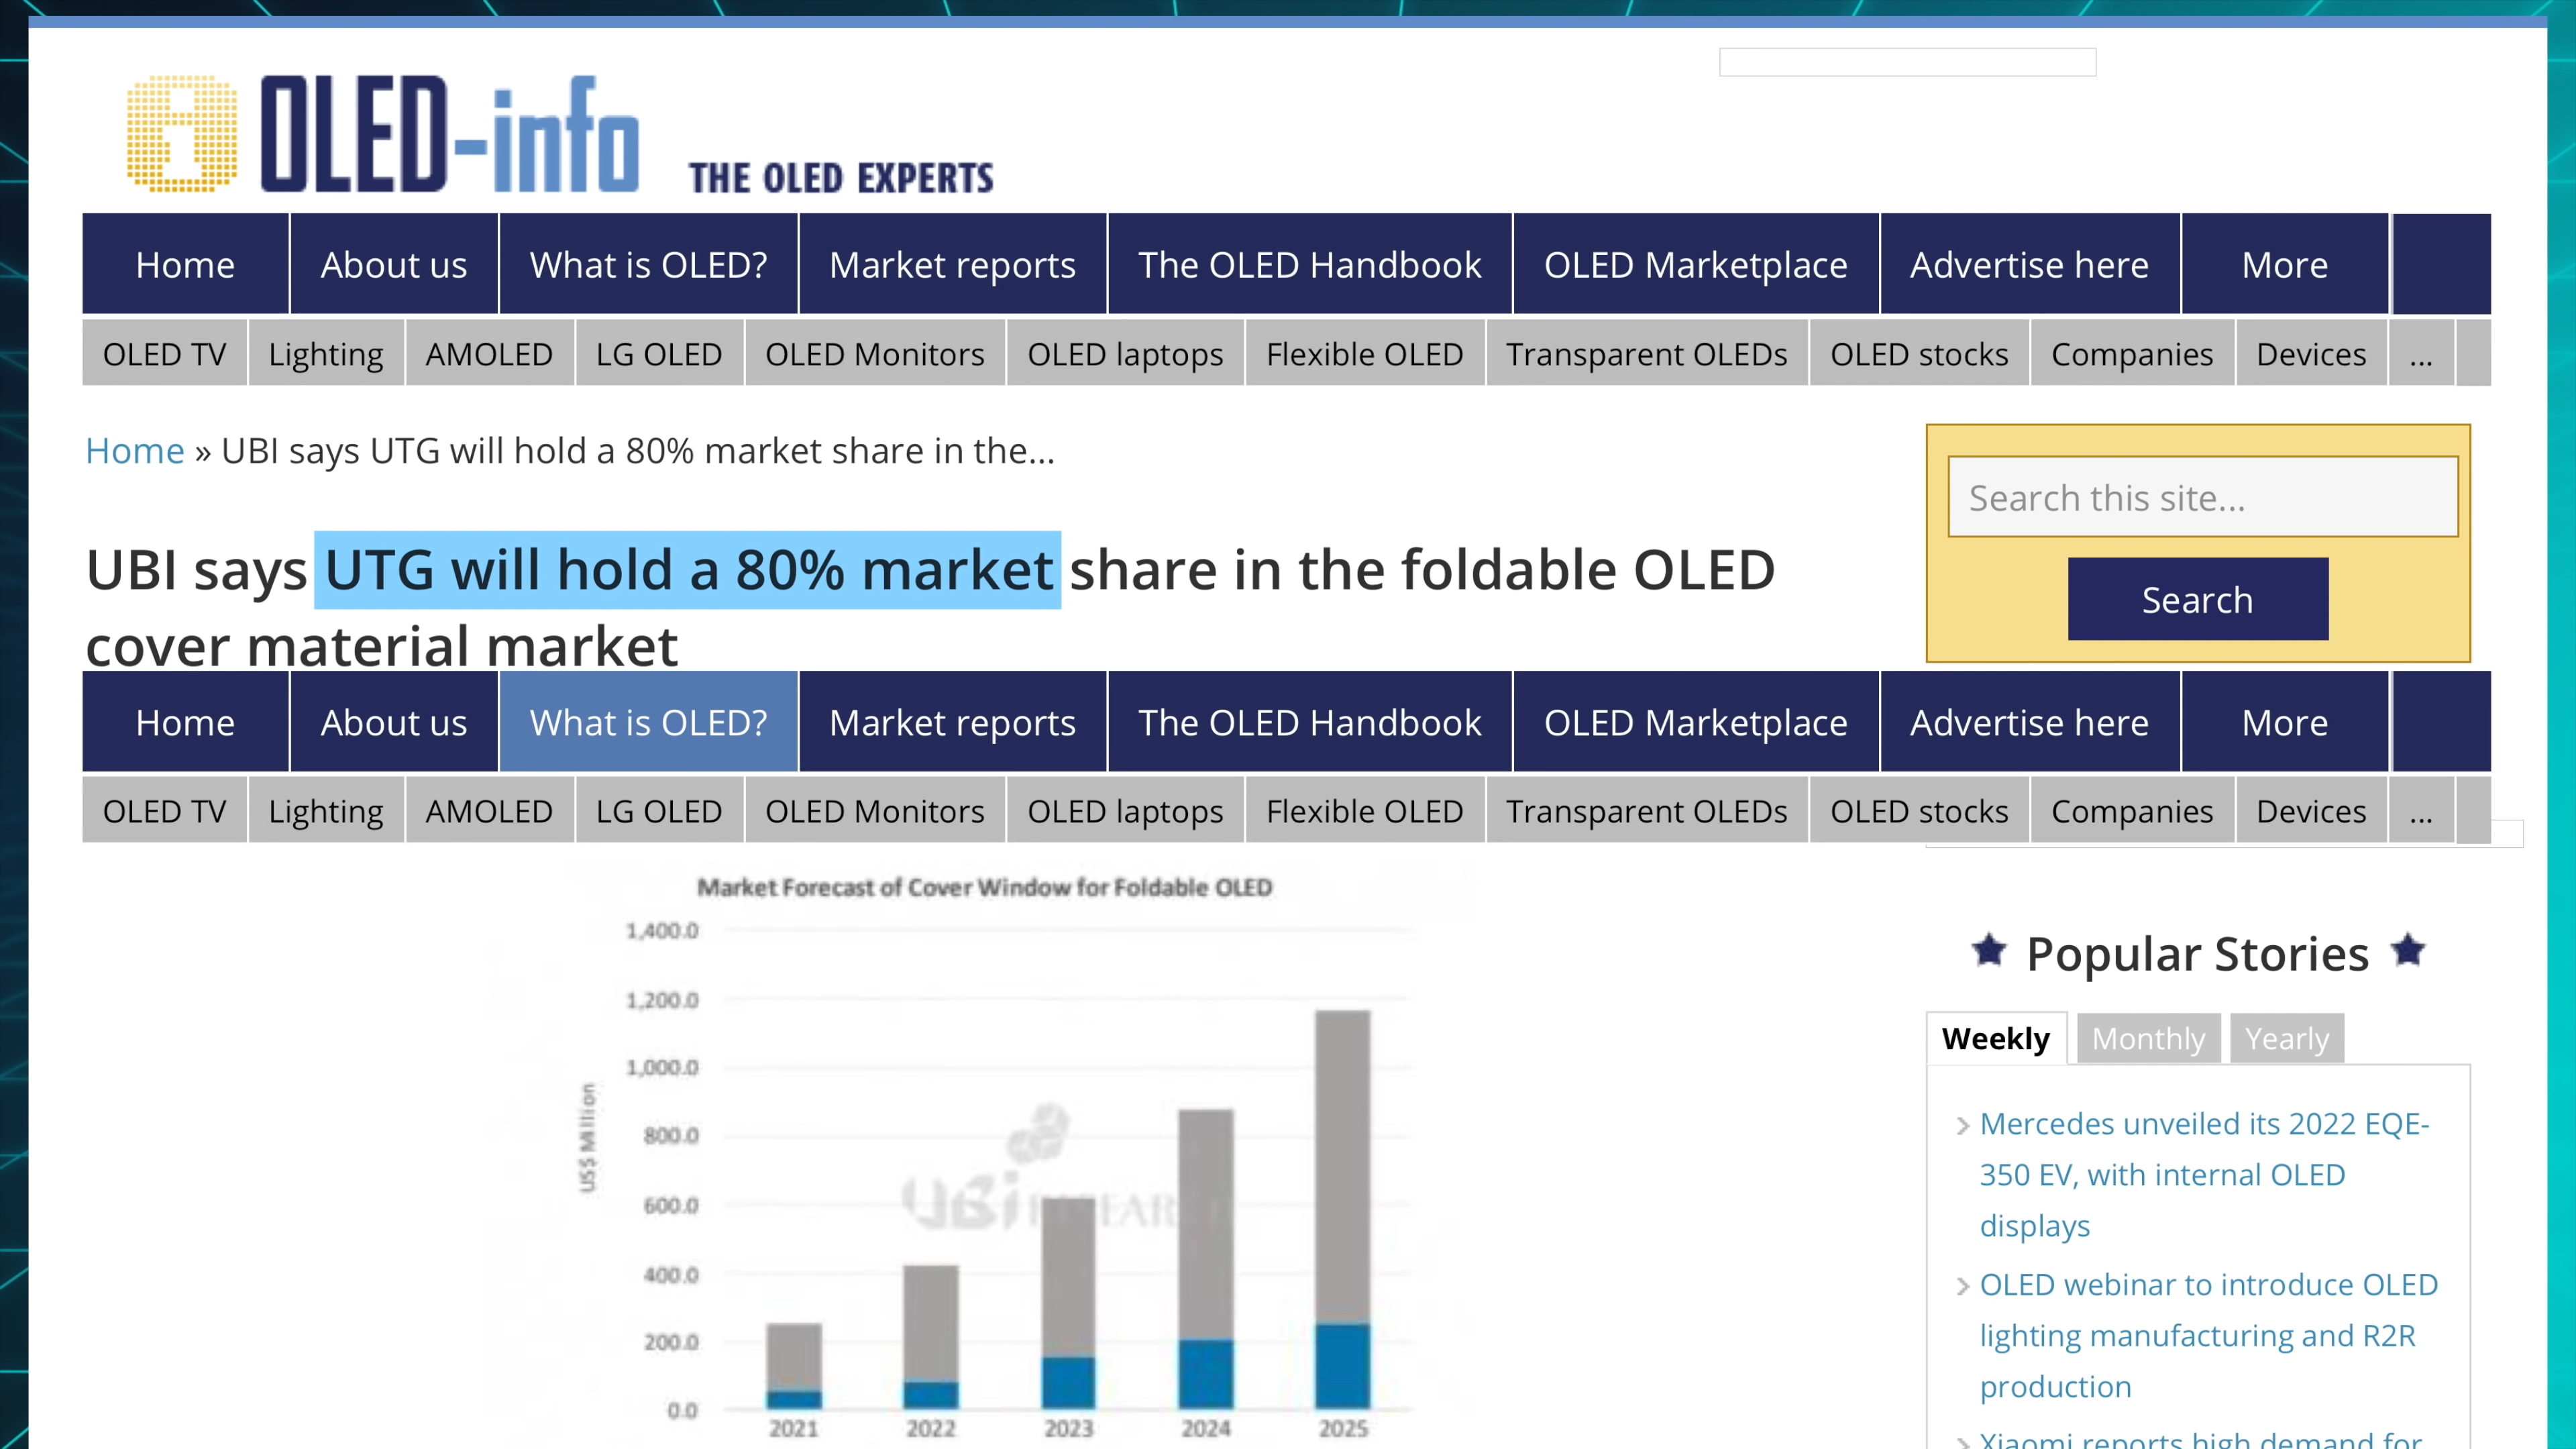 OLED-info THE OLED EXPERTS
Home About us What is OLED? Market reports The OLED Handbook OLED Marketplace Advertise here More
OLED TV Lighting AMOLED LG OLED OLED Monitors OLED laptops Flexible OLED Transparent OLEDs OLED stocks Companies Devices ...
Home » UBI says UTG will hold a 80% market share in the...
Search this site...
Search
UBI says UTG will hold a 80% market share in the foldable OLED
cover material market
Home About us What is OLED? Market reports The OLED Handbook OLED Marketplace Advertise here More
OLED TV Lighting AMOLED LG OLED OLED Monitors OLED laptops Flexible OLED Transparent OLEDs OLED stocks Companies Devices ...
Market Forecast of Cover Window for Foldable OLED
US$ Million
1,400.0
1,200.0
1,000.0
800.0
600.0
400.0
200.0
0.0
2021 2022 2023 2024 2025
UBi
Popular Stories
Weekly Monthly Yearly
Mercedes unveiled its 2022 EQE-
350 EV, with internal OLED
displays
OLED webinar to introduce OLED
lighting manufacturing and R2R
production
Xiaomi reports high demand for